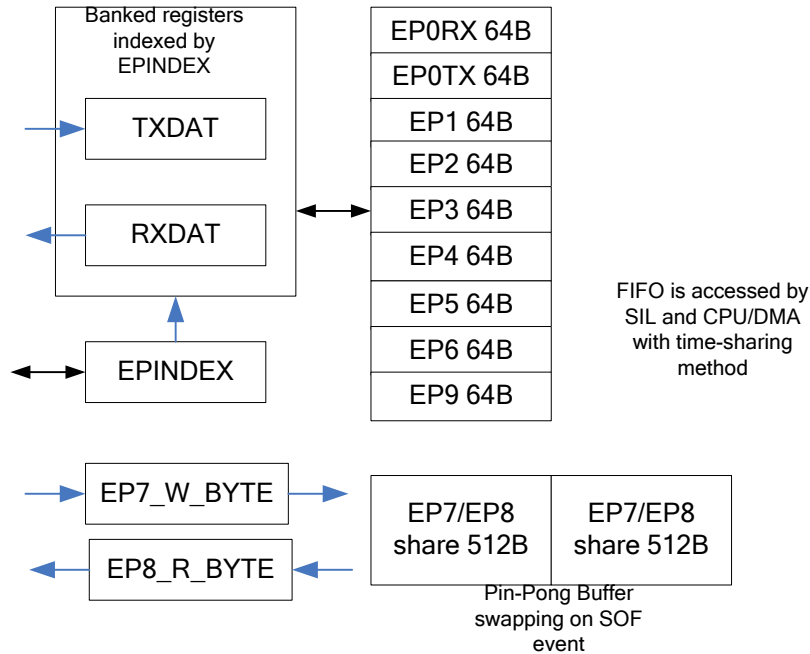 Banked registers
indexed by
EPINDEX
TXDAT
RXDAT
EPINDEX
EP0RX 64B
EP0TX 64B
EP1 64B
EP2 64B
EP3 64B
EP4 64B
EP5 64B
EP6 64B
EP9 64B
FIFO is accessed by
SIL and CPU/DMA
with time-sharing
method
EP7_W_BYTE
EP8_R_BYTE
EP7/EP8
share 512B
EP7/EP8
share 512B
Pin-Pong Buffer
swapping on SOF
event